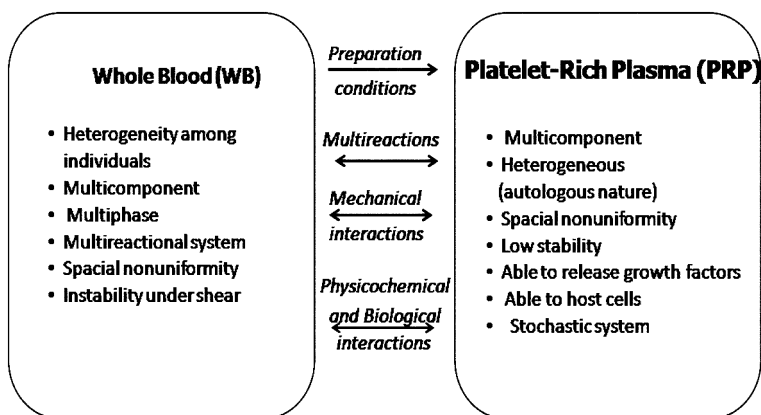 Whole Blood (WB)
• Heterogeneity among
individuals
• Multicomponent
• Multiphase
• Multireactional system
• Spacial nonuniformity
• Instability under shear
Preparation
conditions
Multireactions
Mechanical
interactions
Physicochemical
and Biological
interactions
Platelet-Rich Plasma (PRP)
• Multicomponent
• Heterogeneous
(autologous nature)
• Spacial nonuniformity
• Low stability
• Able to release growth factors
• Able to host cells
• Stochastic system